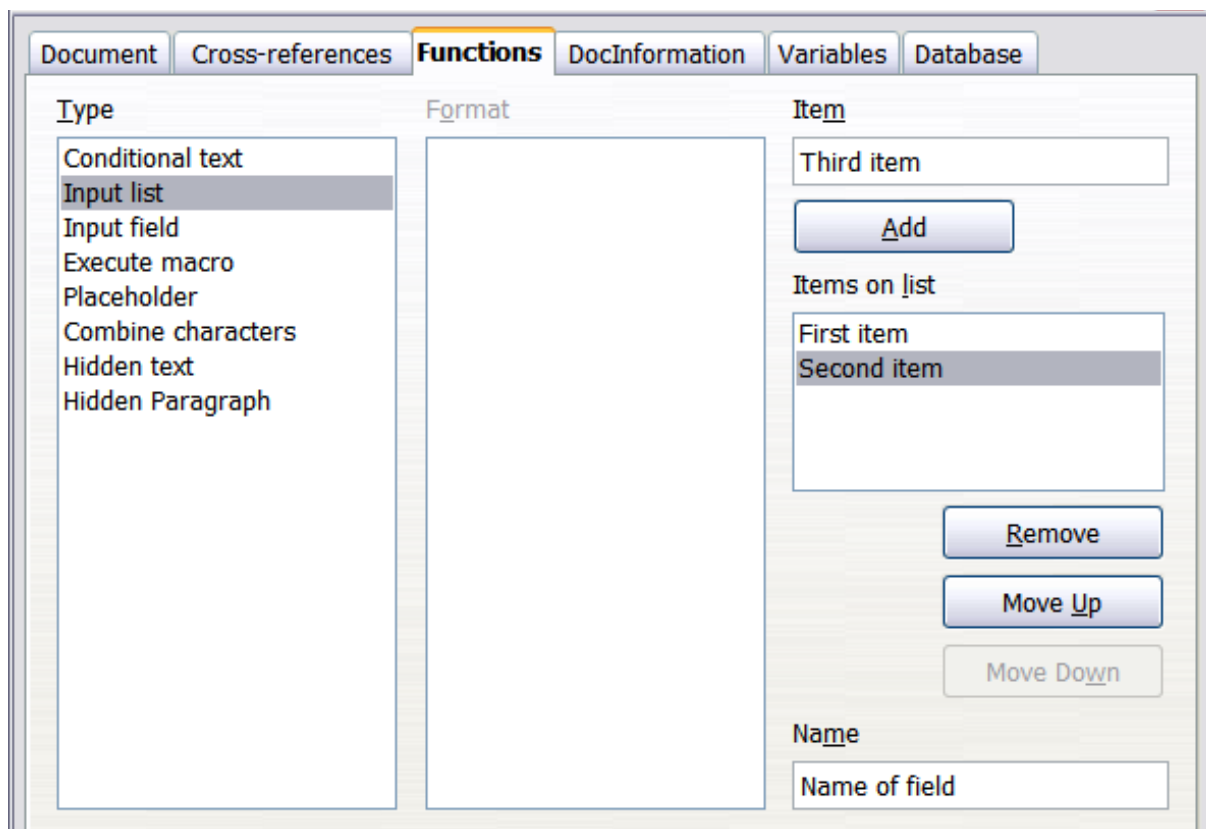 Document Cross-references Functions DocInformation Variables Database
Type
Conditional text
Input list
Input field
Execute macro
Placeholder
Combine characters
Hidden text
Hidden Paragraph
Format
Item
Third item
Add
Items on list
First item
Second item
Remove
Move Up
Move Down
Name
Name of field